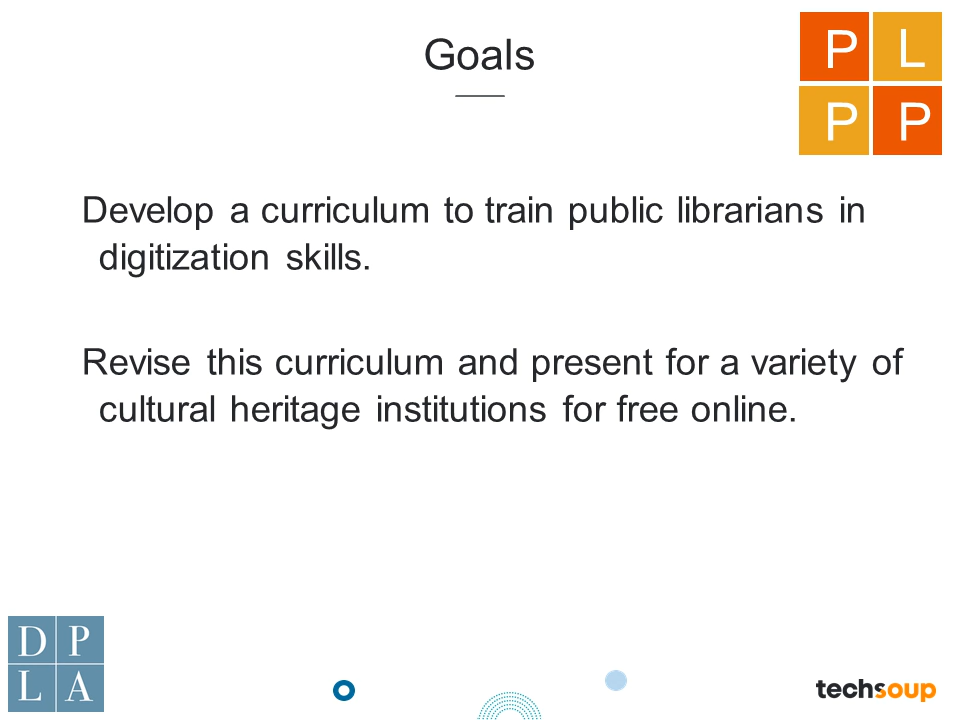 Goals
P L
P P
Develop a curriculum to train public librarians in
digitization skills.
Revise this curriculum and present for a variety of
cultural heritage institutions for free online.
D P
L A
techsoup